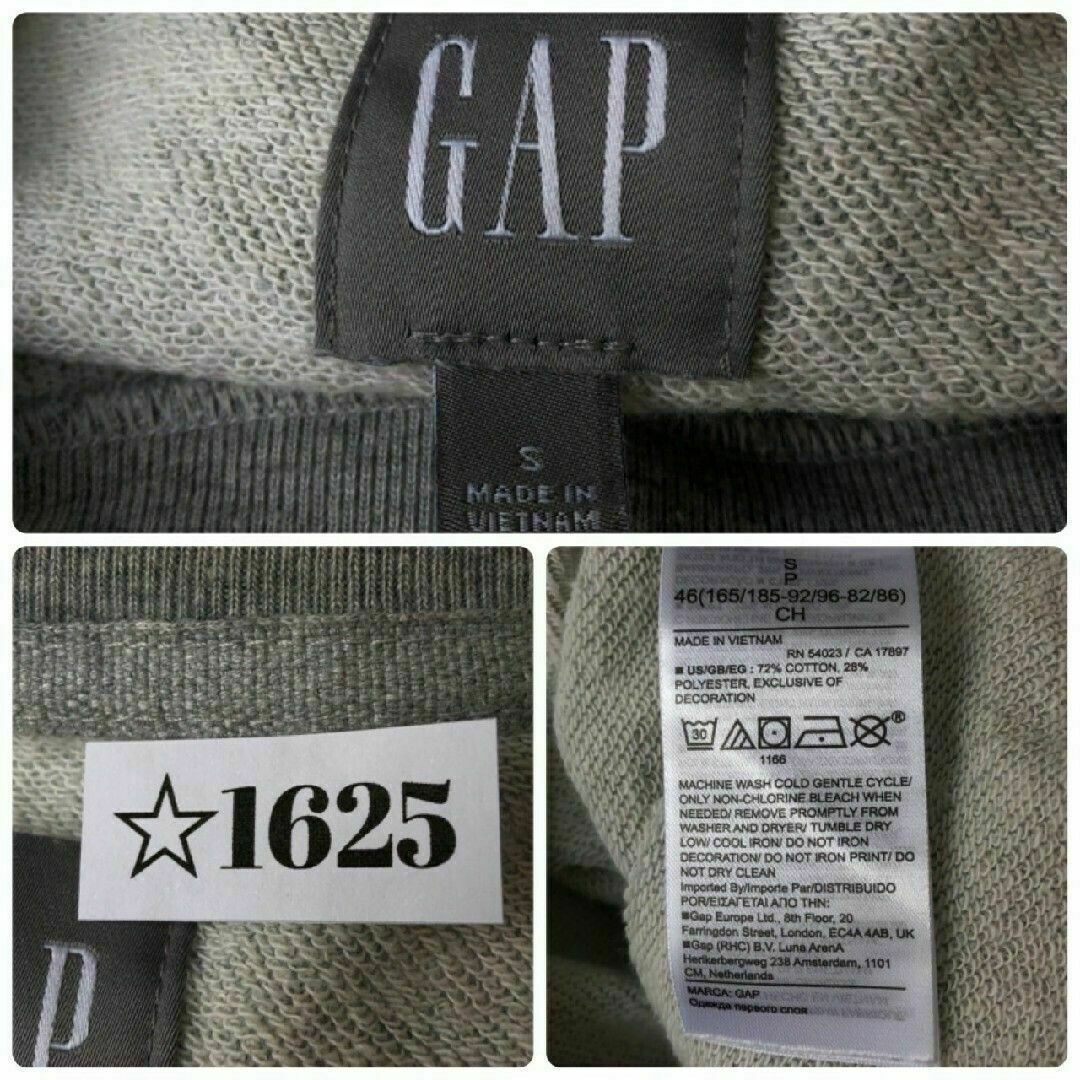 GAP
S
MADE IN
VIETNAM
☆1625
P
S
P
46(165/185-92/96-82/86)
CH
MADE IN VIETNAM
RN 54023 / CA 17897
■ US/GB/EG : 72% COTTON, 28%
POLYESTER, EXCLUSIVE OF
DECORATION
30
®
1166
MACHINE WASH COLD GENTLE CYCLE/
ONLY NON-CHLORINE BLEACH WHEN
NEEDED/ REMOVE PROMPTLY FROM
WASHER AND DRYER/ TUMBLE DRY
LOW/ COOL IRON/ DO NOT IRON
DECORATION/ DO NOT IRON PRINT/ DO
NOT DRY CLEAN
Imported By/Importe Par/DISTRIBUIDO
POR/ΕΙΣΑΓΕΤΑΙ ΑΠΟ ΤΗΝ:
■Gap Europe Ltd., 8th Floor, 20
Farringdon Street, London, EC4A 4AB, UK
■Gap (RHC) B.V. Luna ArenA
Herikerbergweg 238 Amsterdam, 1101
CM, Netherlands
MARCA: GAP
Одежда первого слоя